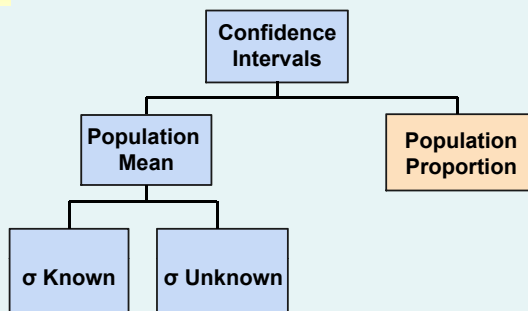 Confidence
Intervals
Population
Mean
Population
Proportion
σ Known
σ Unknown